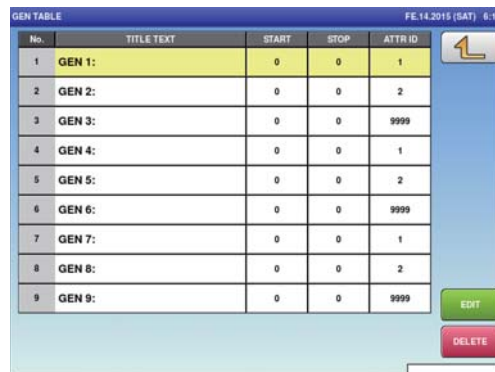 GEN TABLE FE.14.2015 (SAT) 6:1
No. TITLE TEXT START STOP ATTR ID
1 GEN 1: 0 0 1
2 GEN 2: 0 0 2
3 GEN 3: 0 0 9999
4 GEN 4: 0 0 1
5 GEN 5: 0 0 2
6 GEN 6: 0 0 9999
7 GEN 7: 0 0 1
8 GEN 8: 0 0 2
9 GEN 9: 0 0 9999
EDIT
DELETE